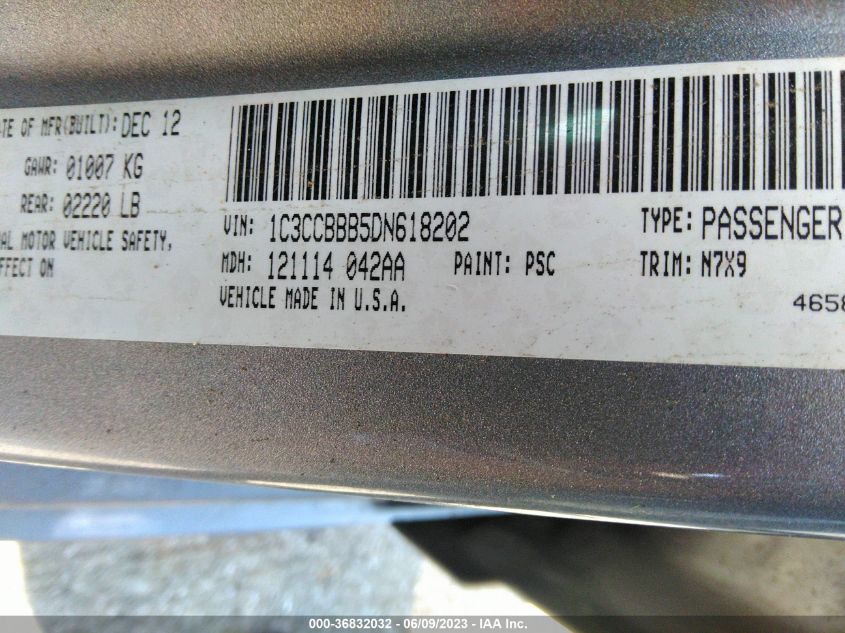 ATE OF MFR(BUILT): DEC 12
GAWR: 01007 KG
REAR: 02220 LB
AL MOTOR VEHICLE SAFETY,
FFECT ON
VIN: 1C3CCBBB5DN618202
TYPE: PASSENGER
MDH: 121114 042AA
PAINT: PSC
TRIM: N7X9
VEHICLE MADE IN U.S.A.
4658
000-36832032 - 06/09/2023 - IAA Inc.